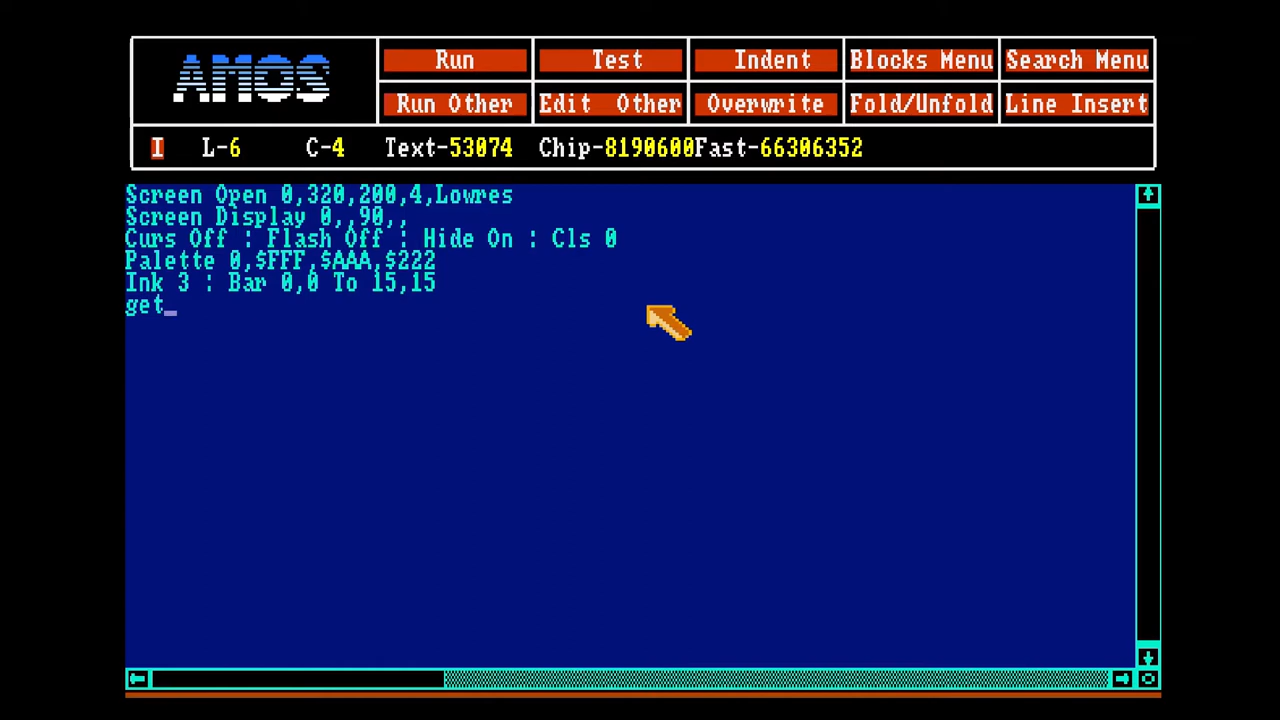 AMOS
Run Test Indent Blocks Menu Search Menu
Run Other Edit Other Overwrite Fold/Unfold Line Insert
I L-6 C-4 Text-53074 Chip-8190600Fast-66306352
Screen Open 0,320,200,4,Lowres
Screen Display 0,,90,,
Curs Off : Flash Off : Hide On : Cls 0
Palette 0,$FFF,$AAA,$222
Ink 3 : Bar 0,0 To 15,15
get_